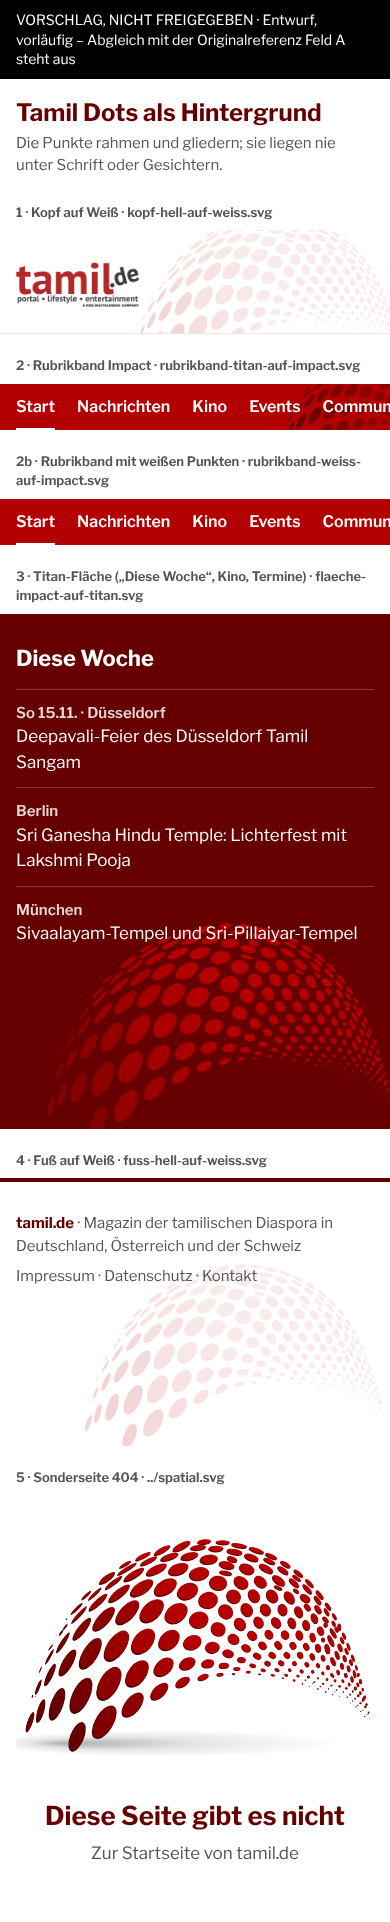 VORSCHLAG, NICHT FREIGEGEBEN · Entwurf,
vorläufig – Abgleich mit der Originalreferenz Feld A
steht aus
Tamil Dots als Hintergrund
Die Punkte rahmen und gliedern; sie liegen nie
unter Schrift oder Gesichtern.
1 · Kopf auf Weiß · kopf-hell-auf-weiss.svg
tamil.de
portal • lifestyle • entertainment
2 · Rubrikband Impact · rubrikband-titan-auf-impact.svg
Start Nachrichten Kino Events Commun
2b · Rubrikband mit weißen Punkten · rubrikband-weiss-
auf-impact.svg
Start Nachrichten Kino Events Commun
3 · Titan-Fläche („Diese Woche“, Kino, Termine) · flaeche-
impact-auf-titan.svg
Diese Woche
So 15.11. · Düsseldorf
Deepavali-Feier des Düsseldorf Tamil
Sangam
Berlin
Sri Ganesha Hindu Temple: Lichterfest mit
Lakshmi Pooja
München
Sivaalayam-Tempel und Sri-Pillaiyar-Tempel
4 · Fuß auf Weiß · fuss-hell-auf-weiss.svg
tamil.de · Magazin der tamilischen Diaspora in
Deutschland, Österreich und der Schweiz
Impressum · Datenschutz · Kontakt
5 · Sonderseite 404 · ../spatial.svg
Diese Seite gibt es nicht
Zur Startseite von tamil.de